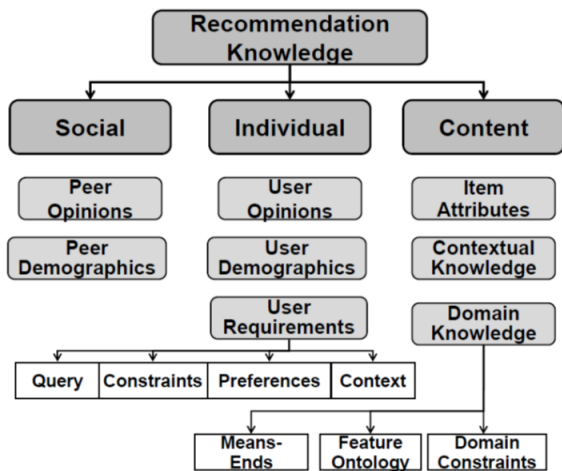 Recommendation
Knowledge
Social
Individual
Content
Peer
Opinions
User
Opinions
Item
Attributes
Peer
Demographics
User
Demographics
Contextual
Knowledge
User
Requirements
Domain
Knowledge
Query
Constraints
Preferences
Context
Means-
Ends
Feature
Ontology
Domain
Constraints